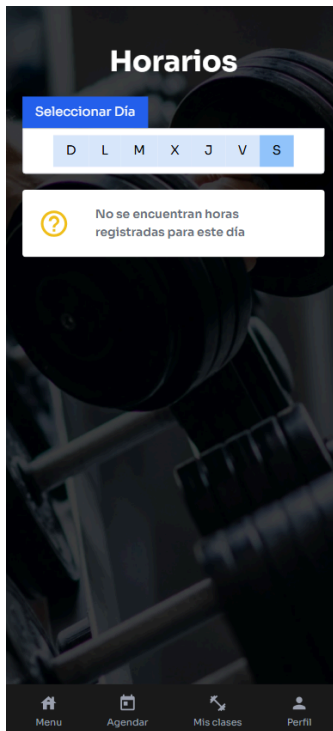 Horarios
Seleccionar Día
D L M X J V S
No se encuentran horas
registradas para este día
Menu Agendar Mis clases Perfil